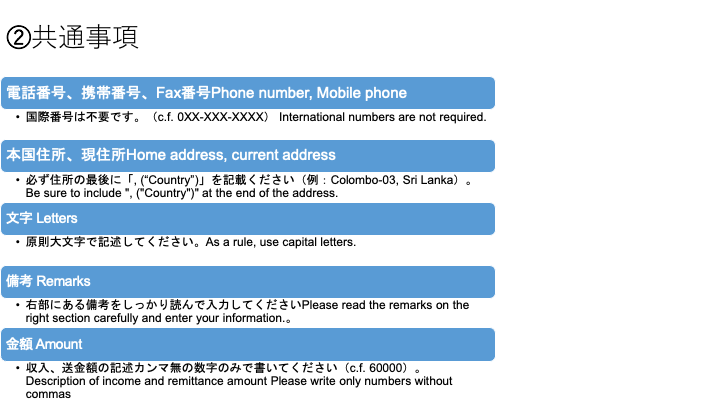 ②共通事項
電話番号、携帯番号、Fax番号Phone number, Mobile phone
• 国際番号は不要です。（c.f. 0XX-XXX-XXXX） International numbers are not required.
本国住所、現住所Home address, current address
• 必ず住所の最後に「, (“Country”)」を記載ください（例：Colombo-03, Sri Lanka）。
Be sure to include ", ("Country")" at the end of the address.
文字 Letters
• 原則大文字で記述してください。As a rule, use capital letters.
備考 Remarks
• 右部にある備考をしっかり読んで入力してくださいPlease read the remarks on the
right section carefully and enter your information.。
金額 Amount
• 収入、送金額の記述カンマ無の数字のみで書いてください（c.f. 60000）。
Description of income and remittance amount Please write only numbers without
commas